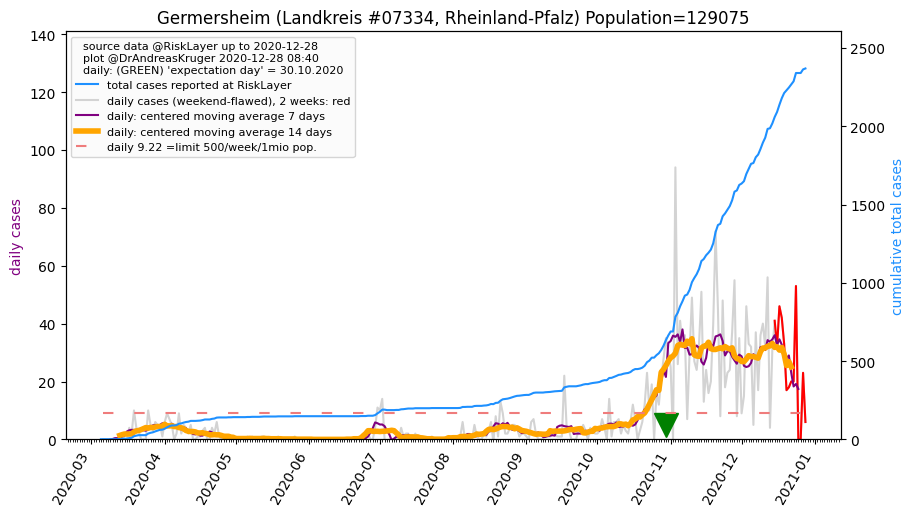 Germersheim (Landkreis #07334, Rheinland-Pfalz) Population=129075
source data @RiskLayer up to 2020-12-28
plot @DrAndreasKruger 2020-12-28 08:40
daily: (GREEN) 'expectation day' = 30.10.2020
total cases reported at RiskLayer
daily cases (weekend-flawed), 2 weeks: red
daily: centered moving average 7 days
daily: centered moving average 14 days
daily 9.22 =limit 500/week/1mio pop.
daily cases
140
120
100
80
60
40
20
0
cumulative total cases
2500
2000
1500
1000
500
0
2020-03
2020-04
2020-05
2020-06
2020-07
2020-08
2020-09
2020-10
2020-11
2020-12
2021-01